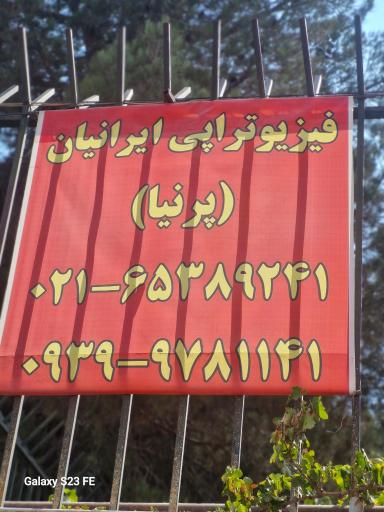 فیزیوتراپی ایرانیان
(پرنیا)
۰۲۱-۶۵۳۸۹۲۴۱
۰۹۳۹-۹۷۸۱۱۴۱
Galaxy S23 FE